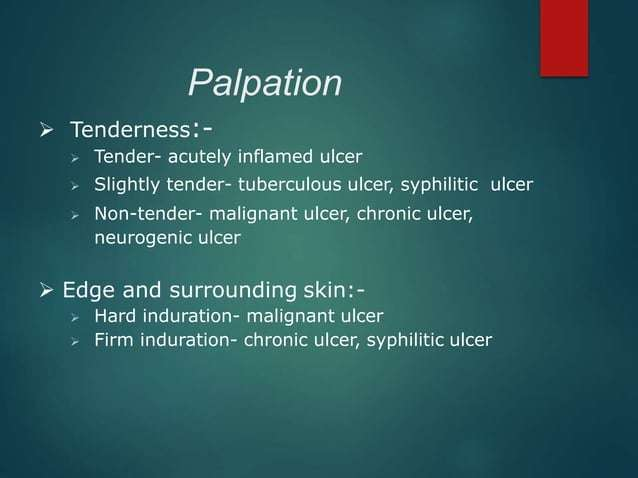 Palpation
➢ Tenderness:-
➢ Tender- acutely inflamed ulcer
➢ Slightly tender- tuberculous ulcer, syphilitic ulcer
➢ Non-tender- malignant ulcer, chronic ulcer,
neurogenic ulcer
➢ Edge and surrounding skin:-
➢ Hard induration- malignant ulcer
➢ Firm induration- chronic ulcer, syphilitic ulcer